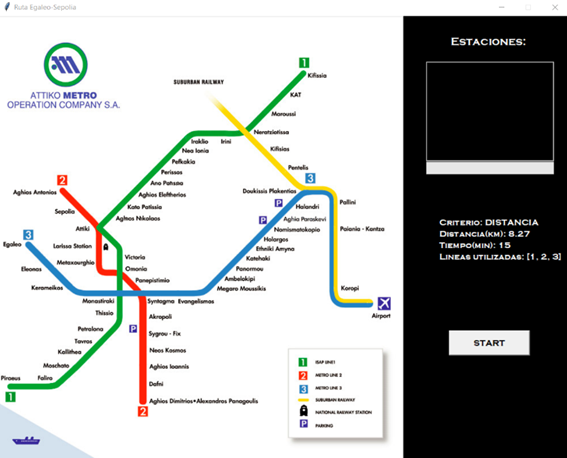 Ruta Egaleo-Sepolia
ATTIKO METRO
OPERATION COMPANY S.A.
SUBURBAN RAILWAY
1
Kifissia
KAT
Maroussi
Neratziotissa
Iraklio
Irini
Nea Ionia
Kifisias
Pefkakia
Perissos
Pentelis
Ano Patissa
3
Aghios Eleftherios
Doukissis Plakentias
2
Aghios Antonios
Kato Patissia
P
Halandri
Pallini
Sepolia
Aghios Nikolaos
P
Aghia Paraskevi
Attiki
Nomismatokopio
Paiania - Kantza
3
Holargos
Egaleo
Larissa Station
Ethniki Amyna
Victoria
Katehaki
Eleonas
Metaxourghio
Omonia
Panormou
Panepistimio
Ambelokipi
Kerameikos
Megaro Moussikis
Koropi
Monastiraki
Syntagma
Evangelismos
Airport
Thissio
Akropoli
Petralona
P
Sygrou - Fix
Tavros
Kallithea
Neos Kosmos
Moschato
Aghios Ioannis
Piraeus
Faliro
Dafni
1
2
Aghios Dimitrios•Alexandros Panagoulis
1
ISAP LINE1
2
METRO LINE 2
3
METRO LINE 3
SUBURBAN RAILWAY
NATIONAL RAILWAY STATION
P
PARKING
Estaciones:
Criterio: DISTANCIA
Distancia(km): 8.27
Tiempo(min): 15
Lineas utilizadas: [1, 2, 3]
START